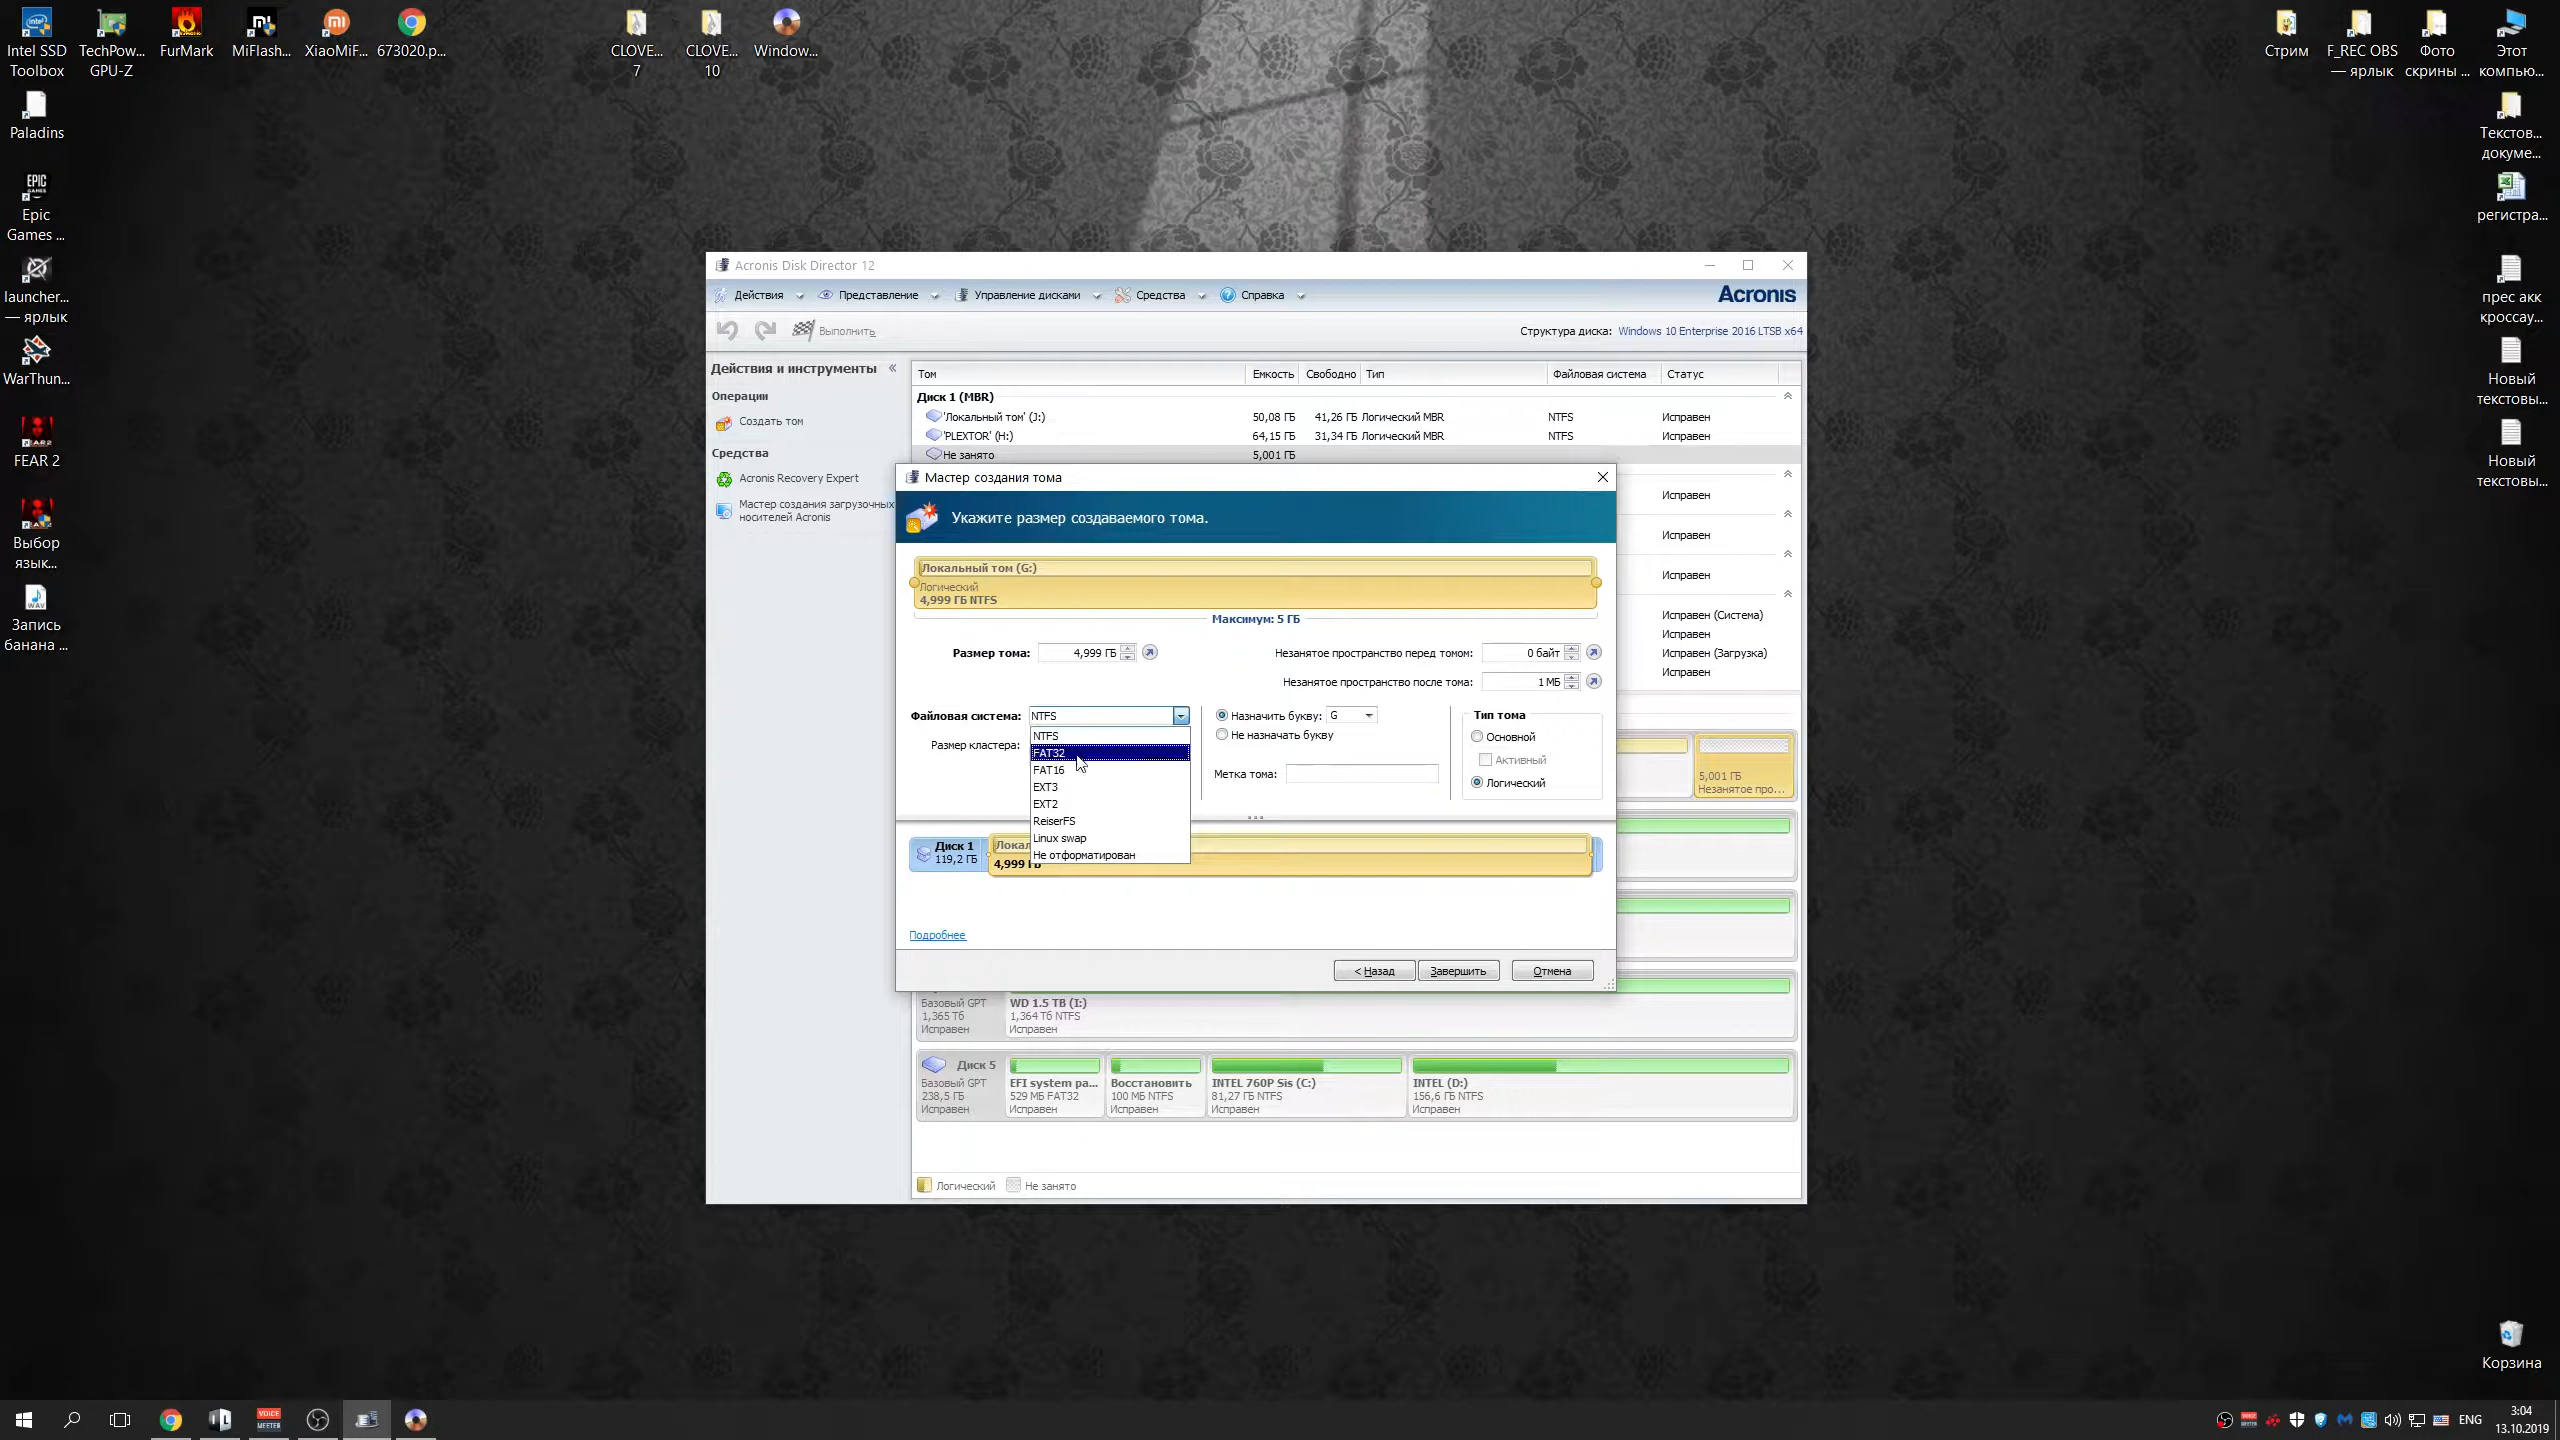 Intel SSD
Toolbox
TechPow...
GPU-Z
FurMark
MiFlash...
XiaoMiF...
673020.p...
CLOVE...
7
CLOVE...
10
Window...
Стрим
F_REC OBS
— ярлык
Фото
скрины ...
Этот
компью...
Paladins
EPIC
GAMES
Epic
Games ...
launcher...
— ярлык
WarThun...
FEAR 2
Выбор
язык...
WAV
Запись
банана ...
Текстов...
докуме...
регистра...
прес акк
кроссау...
Новый
текстовы...
Новый
текстовы...
Корзина
Acronis Disk Director 12
Действия
Представление
Управление дисками
Средства
Справка
Acronis
Выполнить
Структура диска: Windows 10 Enterprise 2016 LTSB x64
Действия и инструменты «
Операции
Создать том
Средства
Acronis Recovery Expert
Мастер создания загрузочных
носителей Acronis
Том Емкость Свободно Тип Файловая система Статус
Диск 1 (MBR)
'Локальный том' (J:) 50,08 ГБ 41,26 ГБ Логический MBR NTFS Исправен
'PLEXTOR' (H:) 64,15 ГБ 31,34 ГБ Логический MBR NTFS Исправен
Не занято 5,001 ГБ
Исправен
Исправен
Исправен
Исправен (Система)
Исправен
Исправен (Загрузка)
Исправен
Мастер создания тома
Укажите размер создаваемого тома.
Локальный том (G:)
Логический
4,999 ГБ NTFS
Максимум: 5 ГБ
Размер тома: 4,999 ГБ
Незанятое пространство перед томом: 0 байт
Незанятое пространство после тома: 1 МБ
Файловая система: NTFS
NTFS
FAT32
FAT16
EXT3
EXT2
ReiserFS
Linux swap
Не отформатирован
Размер кластера:
Назначить букву: G
Не назначать букву
Метка тома:
Тип тома
Основной
Активный
Логический
Диск 1
119,2 ГБ
Локал
4,999 ГБ
Подробнее
< Назад
Завершить
Отмена
5,001 ГБ
Незанятое про...
Базовый GPT
1,365 Тб
Исправен
WD 1.5 TB (I:)
1,364 Тб NTFS
Исправен
Диск 5
Базовый GPT
238,5 ГБ
Исправен
EFI system pa...
529 МБ FAT32
Исправен
Восстановить
100 МБ NTFS
Исправен
INTEL 760P Sis (C:)
81,27 ГБ NTFS
Исправен
INTEL (D:)
156,6 ГБ NTFS
Исправен
Логический
Не занято
VOICE
MEETER
ENG
3:04
13.10.2019